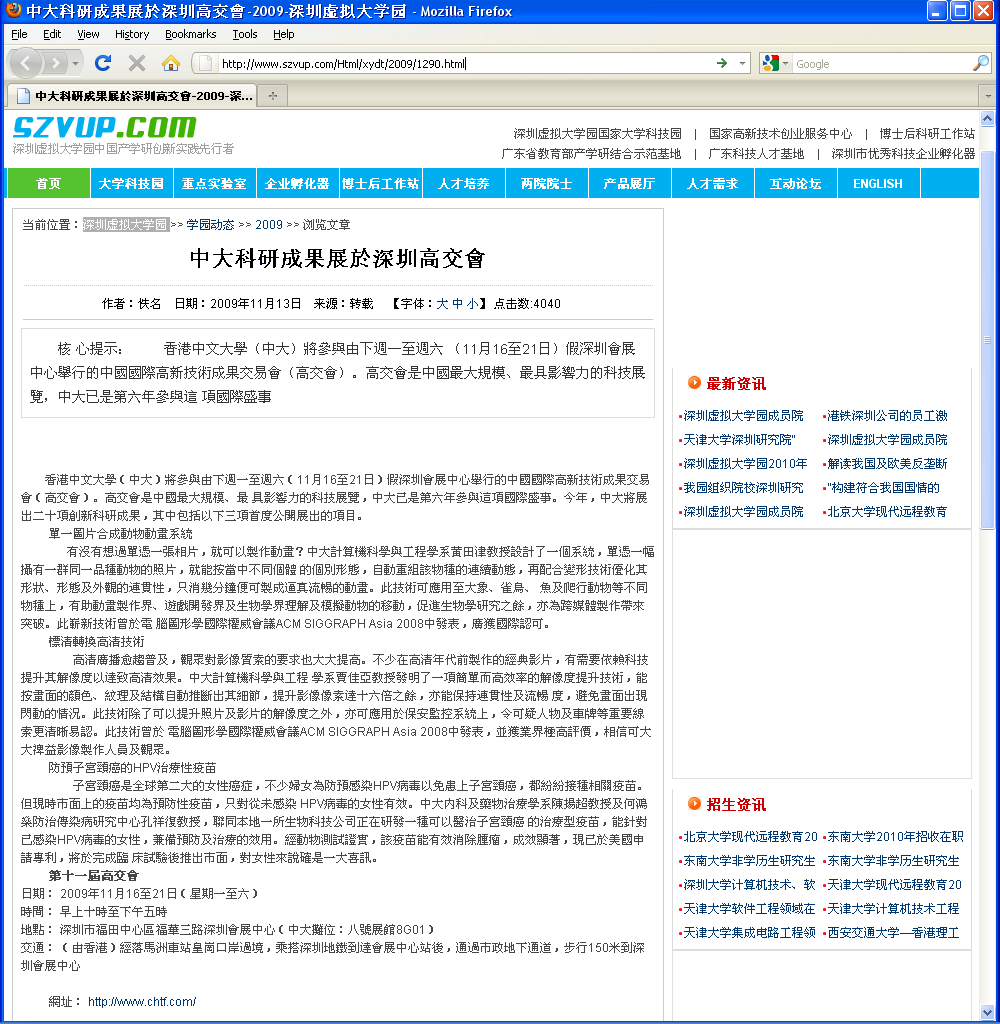 中大科研成果展於深圳高交會-2009-深圳虚拟大学园 - Mozilla Firefox
File Edit View History Bookmarks Tools Help
http://www.szvup.com/Html/xydt/2009/1290.html
Google
中大科研成果展於深圳高交會-2009-深...
SZVUP.COM
深圳虚拟大学园中国产学研创新实践先行者
深圳虚拟大学园国家大学科技园 | 国家高新技术创业服务中心 | 博士后科研工作站
广东省教育部产学研结合示范基地 | 广东科技人才基地 | 深圳市优秀科技企业孵化器
首页 大学科技园 重点实验室 企业孵化器 博士后工作站 人才培养 两院院士 产品展厅 人才需求 互动论坛 ENGLISH
当前位置：深圳虚拟大学园 >> 学园动态 >> 2009 >> 浏览文章
中大科研成果展於深圳高交會
作者：佚名 日期：2009年11月13日 来源：转载 【字体：大 中 小】 点击数:4040
核 心提示： 香港中文大學（中大）將參與由下週一至週六 （11月16至21日）假深圳會展
中心舉行的中國國際高新技術成果交易會（高交會）。高交會是中國最大規模、最具影響力的科技展
覽，中大已是第六年參與這 項國際盛事
香港中文大學（中大）將參與由下週一至週六（11月16至21日）假深圳會展中心舉行的中國國際高新技術成果交易
會（高交會）。高交會是中國最大規模、最 具影響力的科技展覽，中大已是第六年參與這項國際盛事。今年，中大將展
出二十項創新科研成果，其中包括以下三項首度公開展出的項目。
單一圖片合成動物動畫系統
有沒有想過單憑一張相片，就可以製作動畫？中大計算機科學與工程學系黃田津教授設計了一個系統，單憑一幅
攝有一群同一品種動物的照片，就能按當中不同個體 的個別形態，自動重組該物種的連續動態，再配合變形技術優化其
形狀、形態及外觀的連貫性，只消幾分鐘便可製成逼真流暢的動畫。此技術可應用至大象、雀鳥、 魚及爬行動物等不同
物種上，有助動畫製作界、遊戲開發界及生物學界理解及模擬動物的移動，促進生物學研究之餘，亦為跨媒體製作帶來
突破。此嶄新技術曾於電 腦圖形學國際權威會議ACM SIGGRAPH Asia 2008中發表，廣獲國際認可。
標清轉換高清技術
高清廣播愈趨普及，觀眾對影像質素的要求也大大提高。不少在高清年代前製作的經典影片，有需要依賴科技
提升其解像度以達致高清效果。中大計算機科學與工程 學系賈佳亞教授發明了一項簡單而高效率的解像度提升技術，能
按畫面的顏色、紋理及結構自動推斷出其細節，提升影像像素達十六倍之餘，亦能保持連貫性及流暢 度，避免畫面出現
閃動的情況。此技術除了可以提升照片及影片的解像度之外，亦可應用於保安監控系統上，令可疑人物及車牌等重要線
索更清晰易認。此技術曾於 電腦圖形學國際權威會議ACM SIGGRAPH Asia 2008中發表，並獲業界極高評價，相信可大
大裨益影像製作人員及觀眾。
防預子宮頸癌的HPV治療性疫苗
子宮頸癌是全球第二大的女性癌症，不少婦女為防預感染HPV病毒以免患上子宮頸癌，都紛紛接種相關疫苗。
但現時市面上的疫苗均為預防性疫苗，只對從未感染 HPV病毒的女性有效。中大內科及藥物治療學系陳揚超教授及何鴻
燊防治傳染病研究中心孔祥復教授，聯同本地一所生物科技公司正在研發一種可以醫治子宮頸癌 的治療型疫苗，能針對
已感染HPV病毒的女性，兼備預防及治療的效用。經動物測試證實，該疫苗能有效消除腫瘤，成效顯著，現已於美國申
請專利，將於完成臨 床試驗後推出市面，對女性來說確是一大喜訊。
第十一屆高交會
日期： 2009年11月16至21日（星期一至六）
時間： 早上十時至下午五時
地點： 深圳市福田中心區福華三路深圳會展中心（中大攤位：八號展館8G01）
交通： （由香港）經落馬洲車站皇崗口岸過境，乘搭深圳地鐵到達會展中心站後，通過市政地下通道，步行150米到深
圳會展中心
網址： http://www.chtf.com/
最新资讯
深圳虚拟大学园成员院 港铁深圳公司的员工激
天津大学深圳研究院" 深圳虚拟大学园成员院
深圳虚拟大学园2010年 解读我国及欧美反垄断
我园组织院校深圳研究 "构建符合我国国情的
深圳虚拟大学园成员院 北京大学现代远程教育
招生资讯
北京大学现代远程教育20 东南大学2010年招收在职
东南大学非学历生研究生 东南大学非学历生研究生
深圳大学计算机技术、软 天津大学现代远程教育20
天津大学软件工程领域在 天津大学计算机技术工程
天津大学集成电路工程领 西安交通大学—香港理工